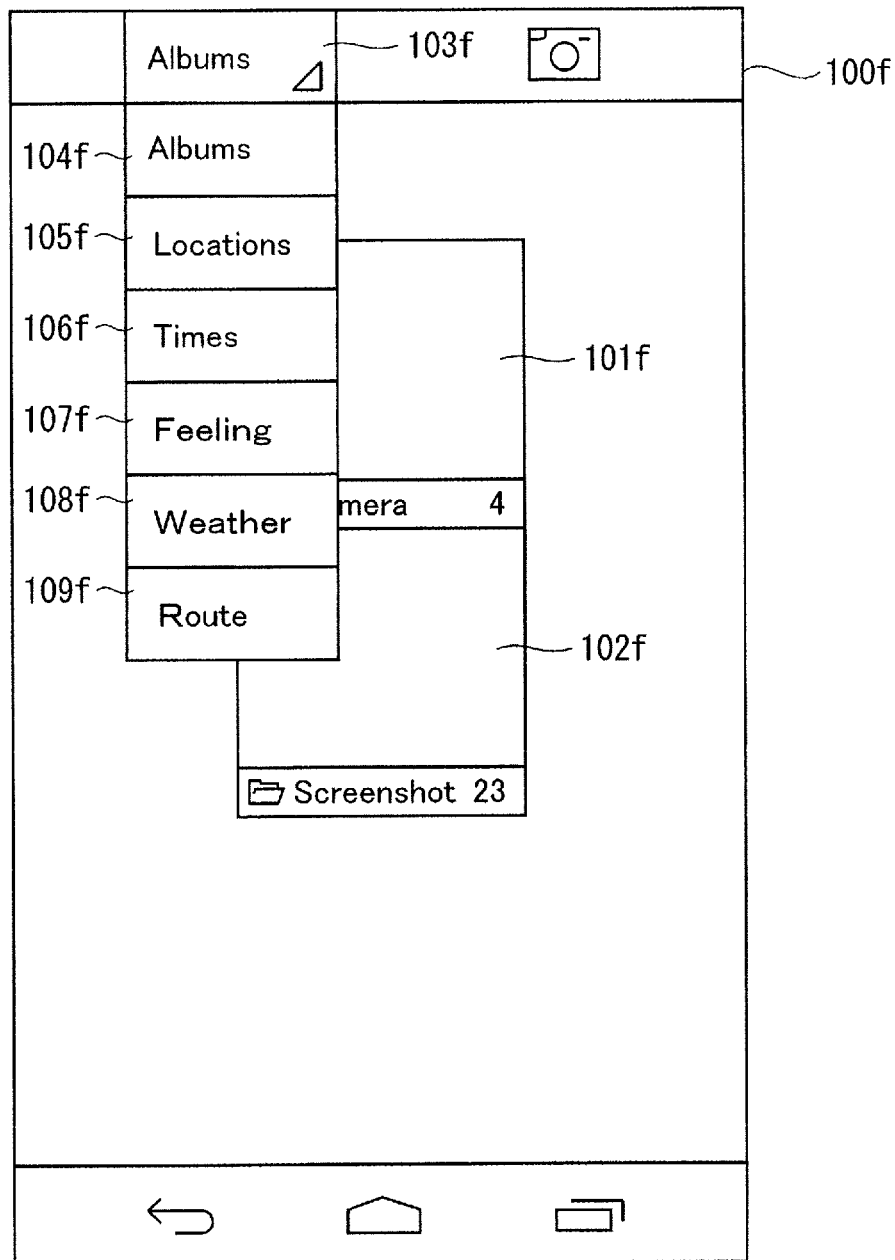 Albums 103f
100f
104f Albums
105f Locations
106f Times
101f
107f Feeling
108f Weather mera 4
109f Route
102f
Screenshot 23